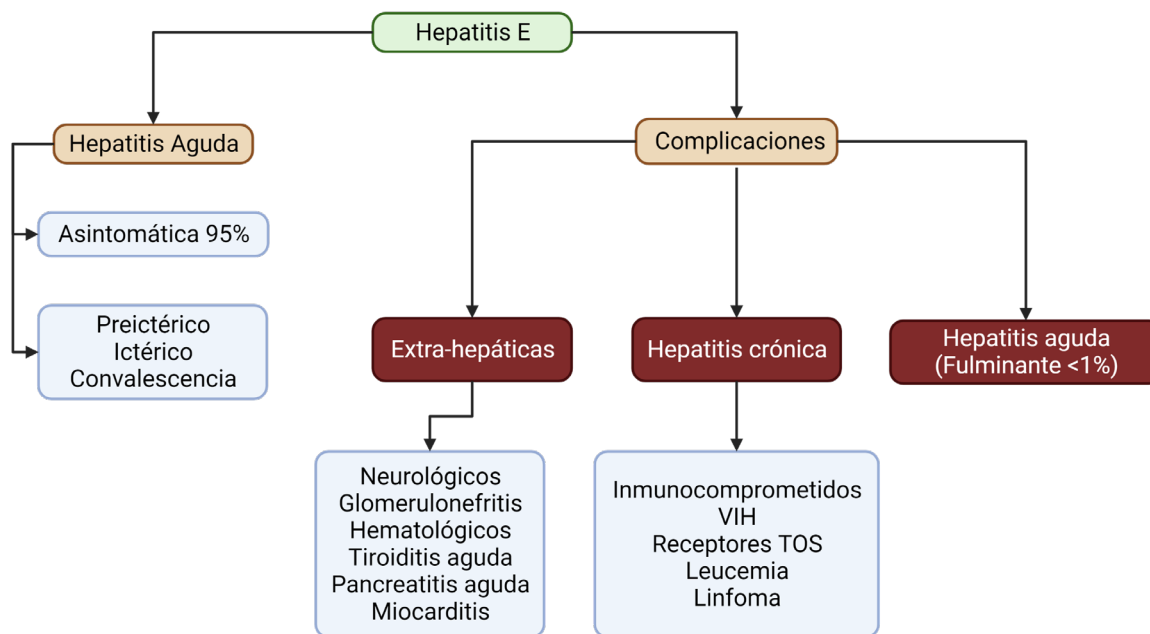 Hepatitis E
Hepatitis Aguda
Complicaciones
Asintomática 95%
Preictérico
Ictérico
Convalescencia
Extra-hepáticas
Hepatitis crónica
Hepatitis aguda
(Fulminante <1%)
Neurológicos
Glomerulonefritis
Hematológicos
Tiroiditis aguda
Pancreatitis aguda
Miocarditis
Inmunocomprometidos
VIH
Receptores TOS
Leucemia
Linfoma